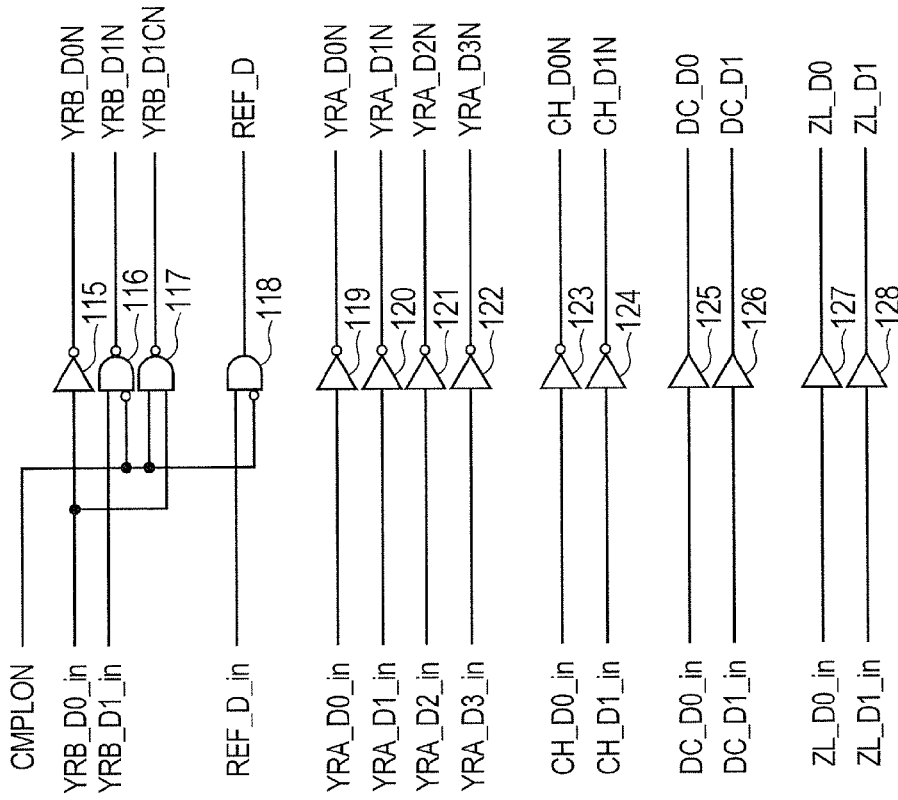 CMPLON
YRB_D0_in
YRB_D1_in
REF_D_in
YRA_D0_in
YRA_D1_in
YRA_D2_in
YRA_D3_in
CH_D0_in
CH_D1_in
DC_D0_in
DC_D1_in
ZL_D0_in
ZL_D1_in
115
116
117
118
119
120
121
122
123
124
125
126
127
128
YRB_D0N
YRB_D1N
YRB_D1CN
REF_D
YRA_D0N
YRA_D1N
YRA_D2N
YRA_D3N
CH_D0N
CH_D1N
DC_D0
DC_D1
ZL_D0
ZL_D1